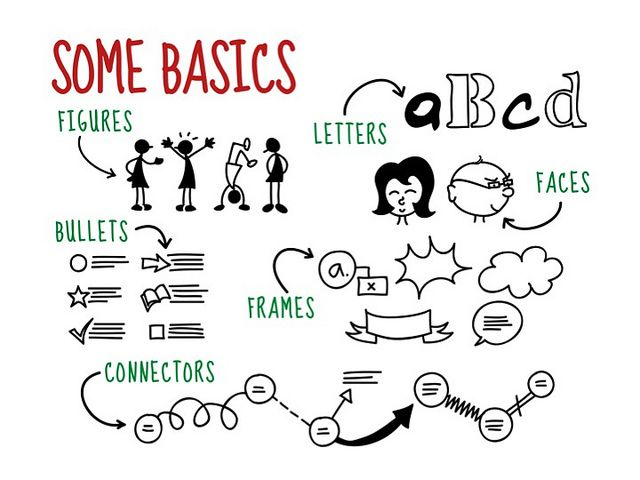 SOME BASICS
FIGURES
LETTERS
aBcd
FACES
BULLETS
FRAMES
a.
x
CONNECTORS